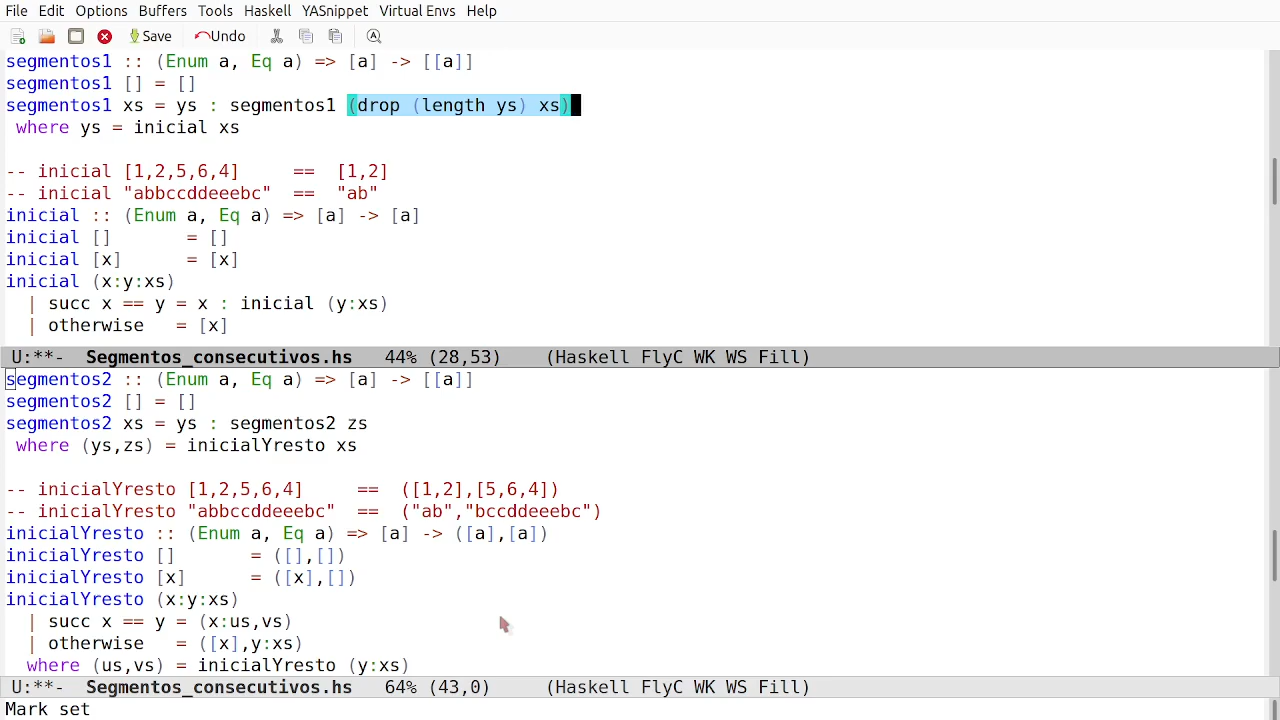 File Edit Options Buffers Tools Haskell YASnippet Virtual Envs Help
Save Undo
segmentos1 :: (Enum a, Eq a) => [a] -> [[a]]
segmentos1 [] = []
segmentos1 xs = ys : segmentos1 (drop (length ys) xs)
 where ys = inicial xs
-- inicial [1,2,5,6,4]     ==  [1,2]
-- inicial "abbccddeeebc"  ==  "ab"
inicial :: (Enum a, Eq a) => [a] -> [a]
inicial []       = []
inicial [x]      = [x]
inicial (x:y:xs)
  | succ x == y = x : inicial (y:xs)
  | otherwise   = [x]
U:**-  Segmentos_consecutivos.hs   44% (28,53)    (Haskell FlyC WK WS Fill)
segmentos2 :: (Enum a, Eq a) => [a] -> [[a]]
segmentos2 [] = []
segmentos2 xs = ys : segmentos2 zs
 where (ys,zs) = inicialYresto xs
-- inicialYresto [1,2,5,6,4]     ==  ([1,2],[5,6,4])
-- inicialYresto "abbccddeeebc"  ==  ("ab","bccddeeebc")
inicialYresto :: (Enum a, Eq a) => [a] -> ([a],[a])
inicialYresto []       = ([],[])
inicialYresto [x]      = ([x],[])
inicialYresto (x:y:xs)
  | succ x == y = (x:us,vs)
  | otherwise   = ([x],y:xs)
  where (us,vs) = inicialYresto (y:xs)
U:**-  Segmentos_consecutivos.hs   64% (43,0)     (Haskell FlyC WK WS Fill)
Mark set